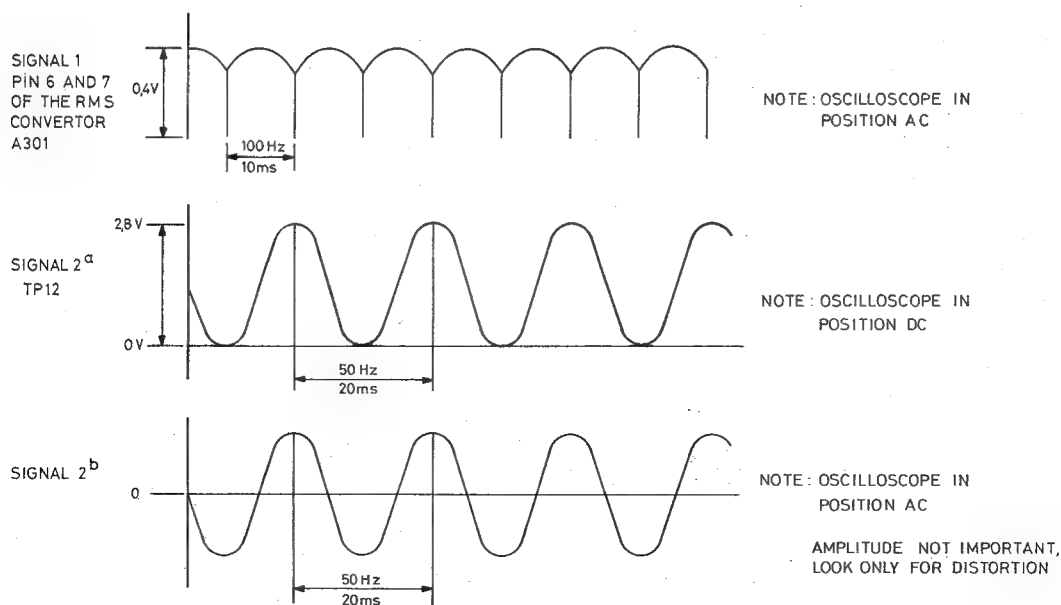 SIGNAL 1
PIN 6 AND 7
OF THE RMS
CONVERTOR
A301
0,4V
100 Hz
10ms
NOTE: OSCILLOSCOPE IN
POSITION AC
2,8 V
SIGNAL 2a
TP12
0V
50 Hz
20ms
NOTE: OSCILLOSCOPE IN
POSITION DC
SIGNAL 2b
0
50 Hz
20ms
NOTE: OSCILLOSCOPE IN
POSITION AC
AMPLITUDE NOT IMPORTANT,
LOOK ONLY FOR DISTORTION